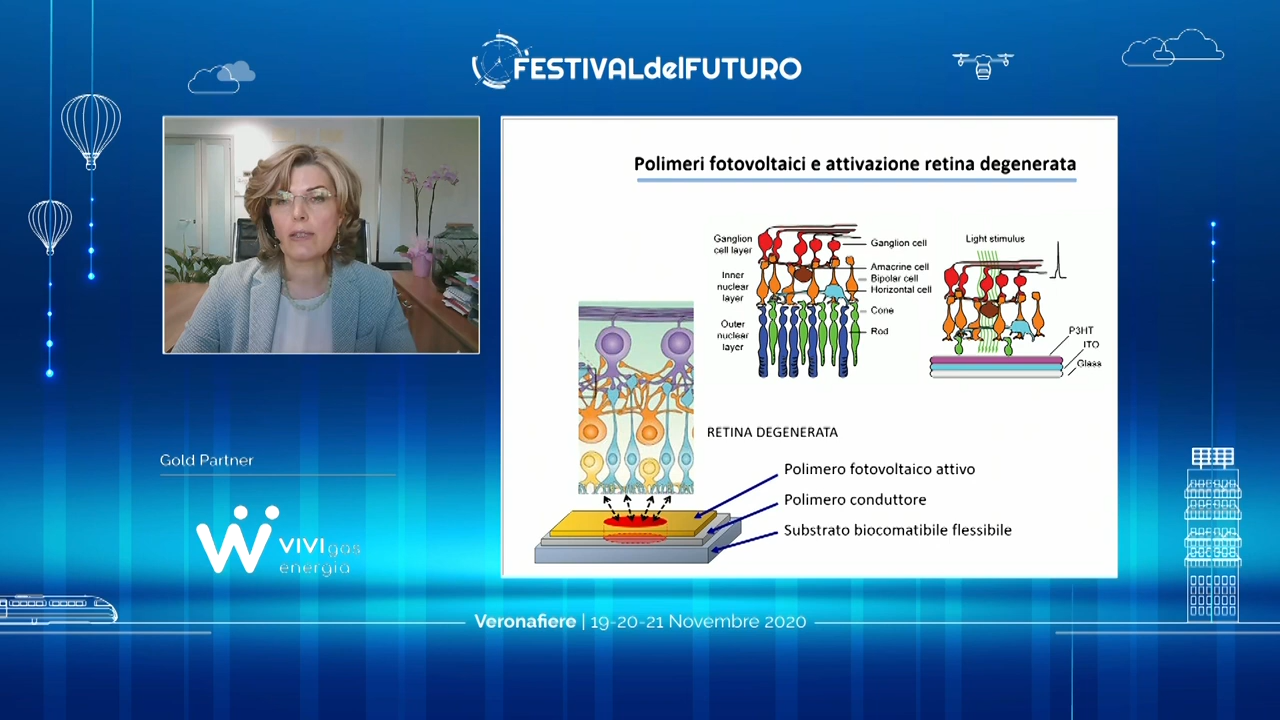 FESTIVALdelFUTURO
Polimeri fotovoltaici e attivazione retina degenerata
Ganglion
cell layer
Inner
nuclear
layer
Outer
nuclear
layer
Ganglion cell
Amacrine cell
Bipolar cell
Horizontal cell
Cone
Rod
Light stimulus
P3HT
ITO
Glass
RETINA DEGENERATA
Polimero fotovoltaico attivo
Polimero conduttore
Substrato biocomatibile flessibile
Gold Partner
VIVIgas
energia
Veronafiere | 19-20-21 Novembre 2020